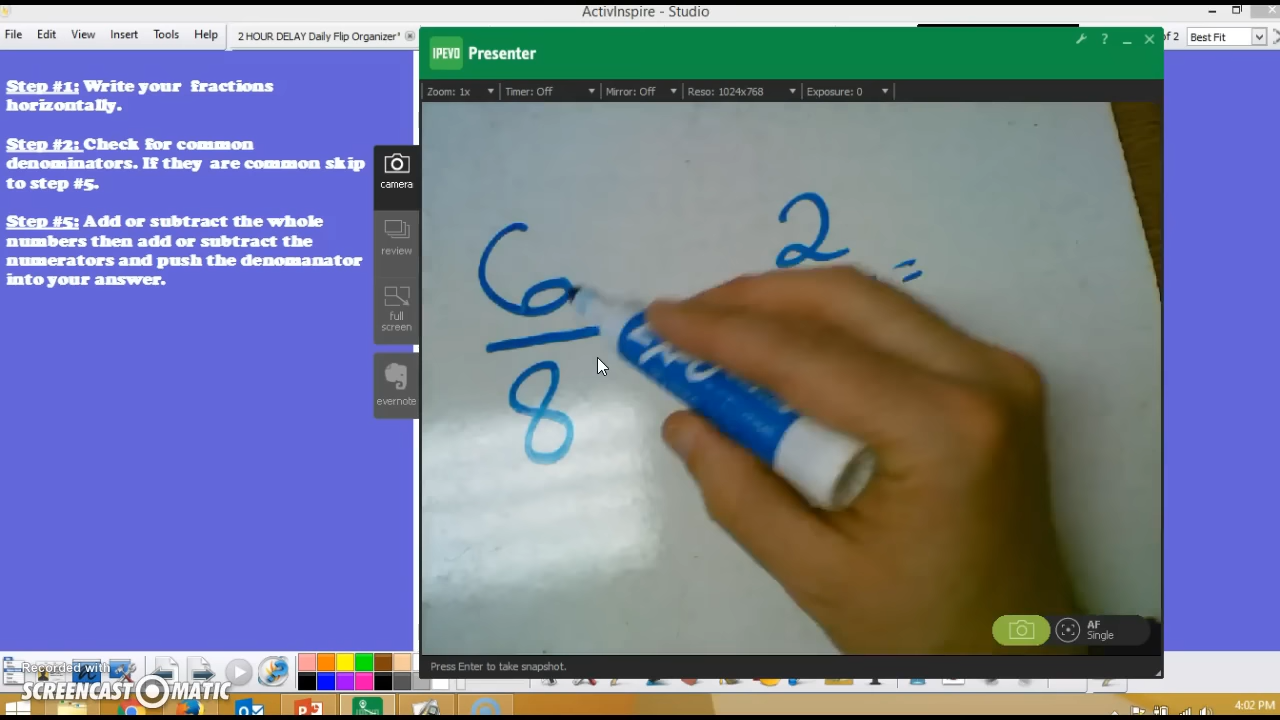 ActivInspire - Studio
File Edit View Insert Tools Help 2 HOUR DELAY Daily Flip Organizer* of 2 Best Fit
IPEVO Presenter
Zoom: 1x Timer: Off Mirror: Off Reso: 1024x768 Exposure: 0
Step #1: Write your fractions
horizontally.
Step #2: Check for common
denominators. If they are common skip
to step #5.
Step #5: Add or subtract the whole
numbers then add or subtract the
numerators and push the denomanator
into your answer.
camera
review
full
screen
evernote
6
8
2
=
AF
Single
Press Enter to take snapshot.
Recorded with
SCREENCAST MATIC
4:02 PM